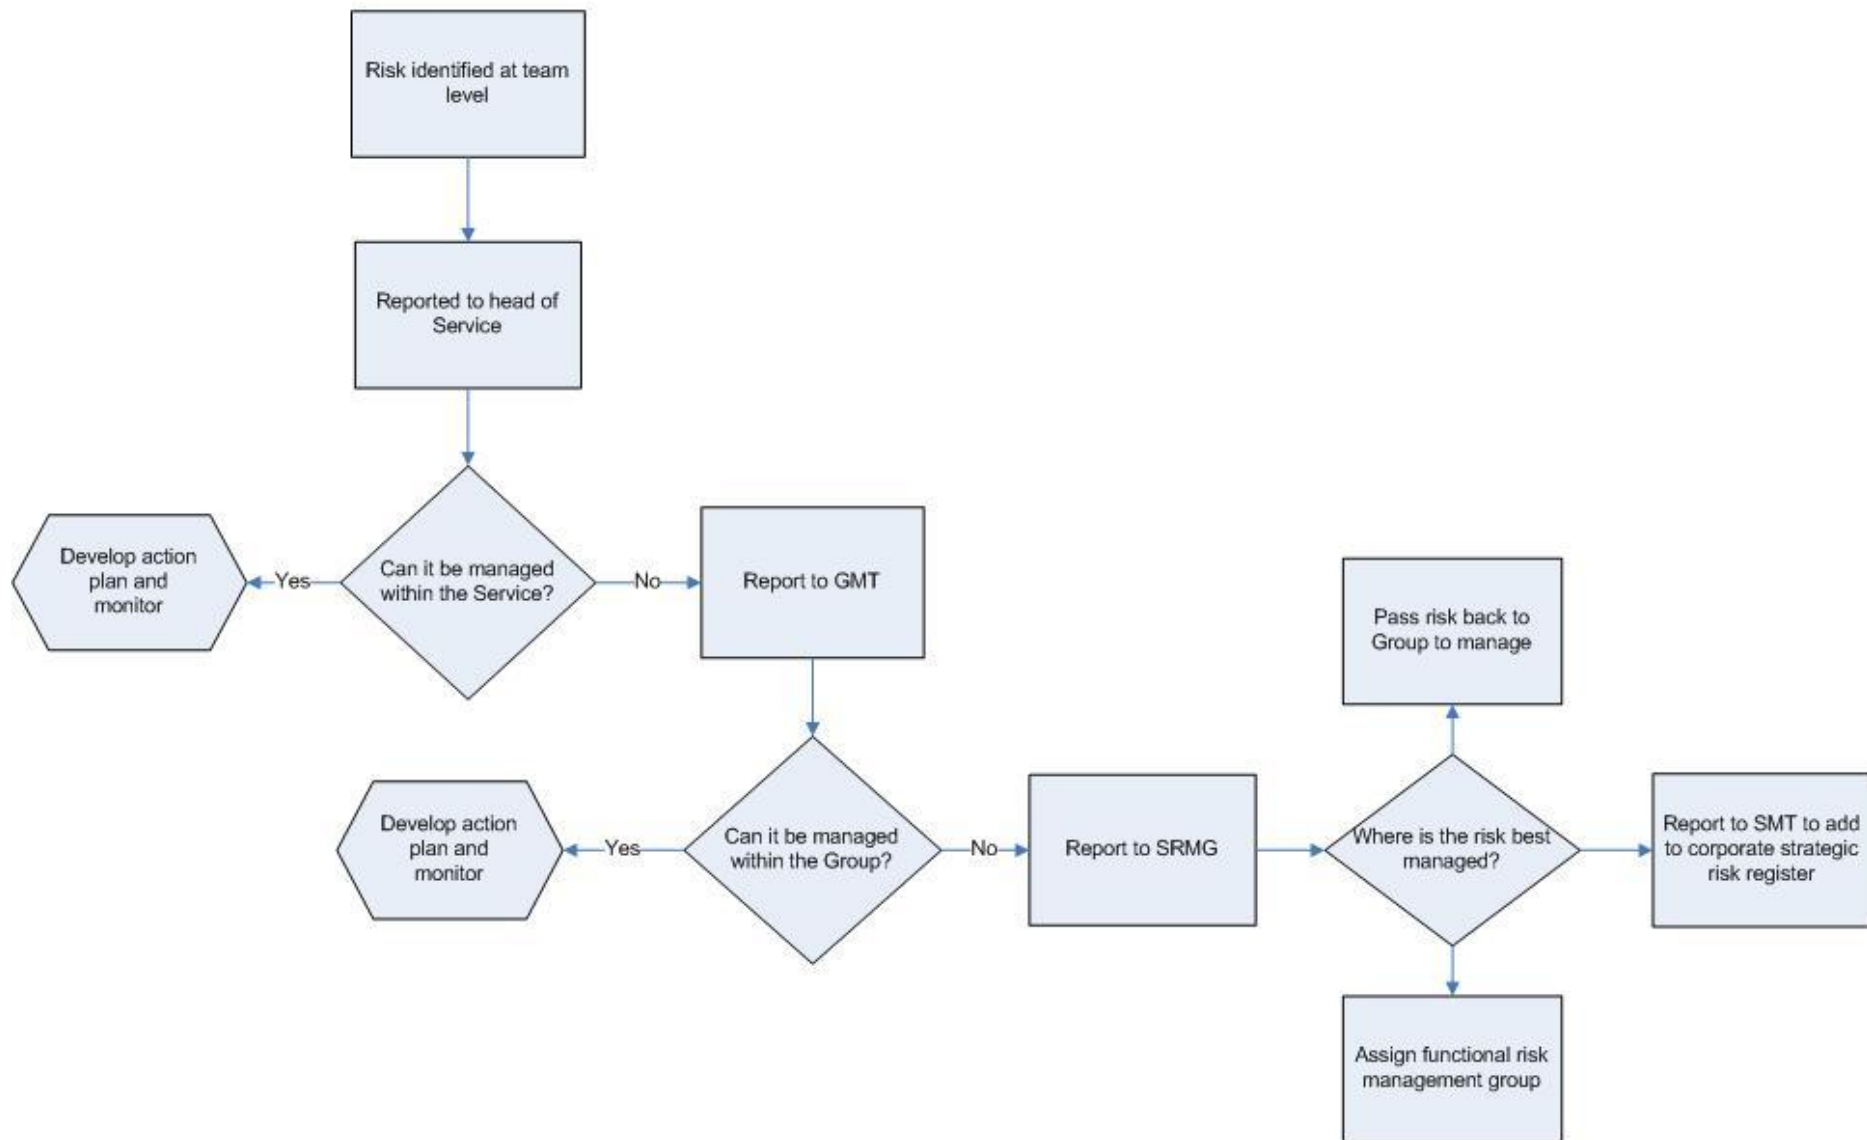 Risk identified at team
level
Reported to head of
Service
Can it be managed
within the Service?
Yes
Develop action
plan and
monitor
No
Report to GMT
Can it be managed
within the Group?
Yes
Develop action
plan and
monitor
No
Report to SRMG
Where is the risk best
managed?
Pass risk back to
Group to manage
Report to SMT to add
to corporate strategic
risk register
Assign functional risk
management group